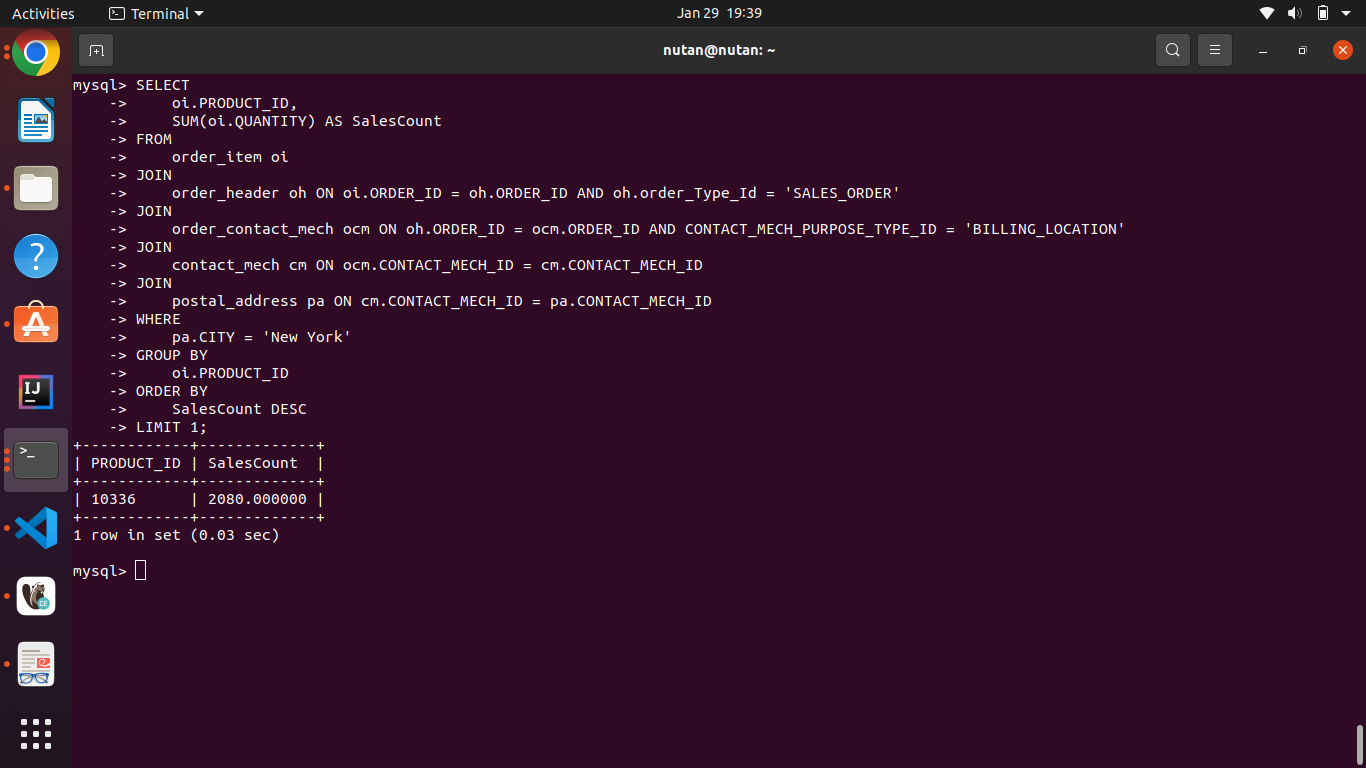 Activities
Terminal
Jan 29 19:39
nutan@nutan: ~
mysql> SELECT
    ->     oi.PRODUCT_ID,
    ->     SUM(oi.QUANTITY) AS SalesCount
    -> FROM
    ->     order_item oi
    -> JOIN
    ->     order_header oh ON oi.ORDER_ID = oh.ORDER_ID AND oh.order_Type_Id = 'SALES_ORDER'
    -> JOIN
    ->     order_contact_mech ocm ON oh.ORDER_ID = ocm.ORDER_ID AND CONTACT_MECH_PURPOSE_TYPE_ID = 'BILLING_LOCATION'
    -> JOIN
    ->     contact_mech cm ON ocm.CONTACT_MECH_ID = cm.CONTACT_MECH_ID
    -> JOIN
    ->     postal_address pa ON cm.CONTACT_MECH_ID = pa.CONTACT_MECH_ID
    -> WHERE
    ->     pa.CITY = 'New York'
    -> GROUP BY
    ->     oi.PRODUCT_ID
    -> ORDER BY
    ->     SalesCount DESC
    -> LIMIT 1;
+------------+-------------+
| PRODUCT_ID | SalesCount  |
+------------+-------------+
| 10336      | 2080.000000 |
+------------+-------------+
1 row in set (0.03 sec)
mysql>
?
A
IJ
>_
CE